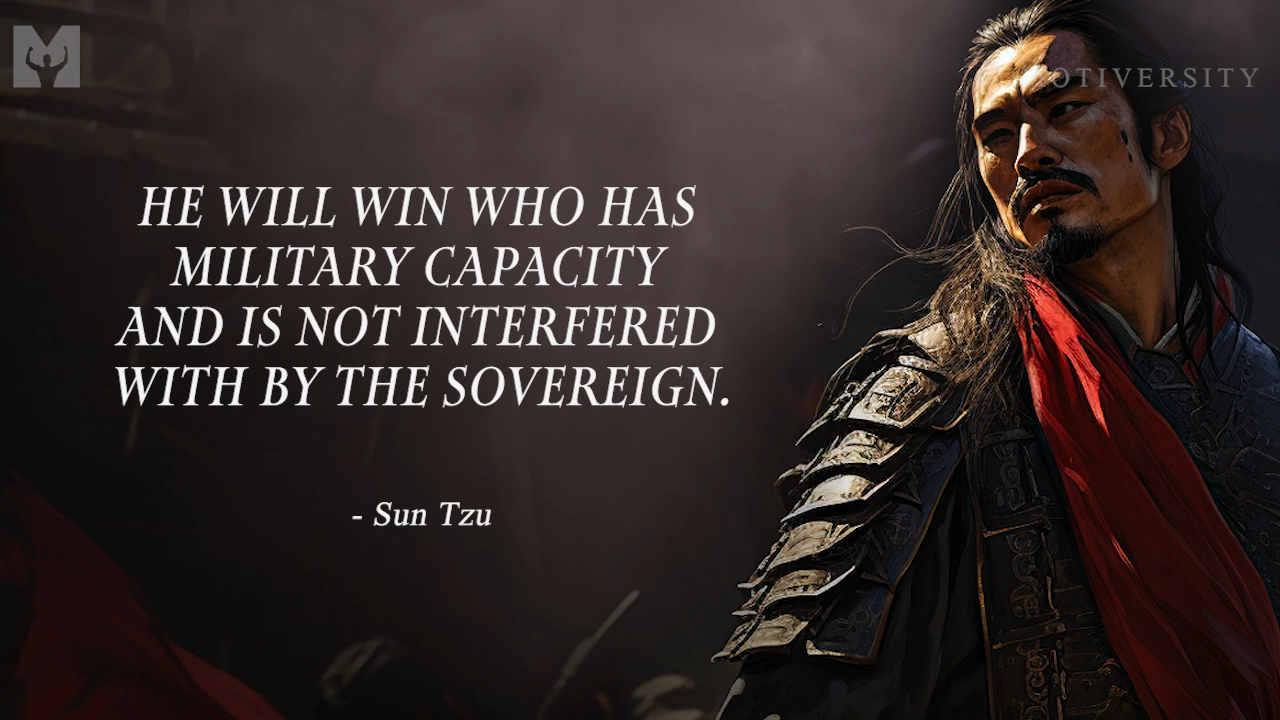 OTIVERSITY
HE WILL WIN WHO HAS
MILITARY CAPACITY
AND IS NOT INTERFERED
WITH BY THE SOVEREIGN.
- Sun Tzu